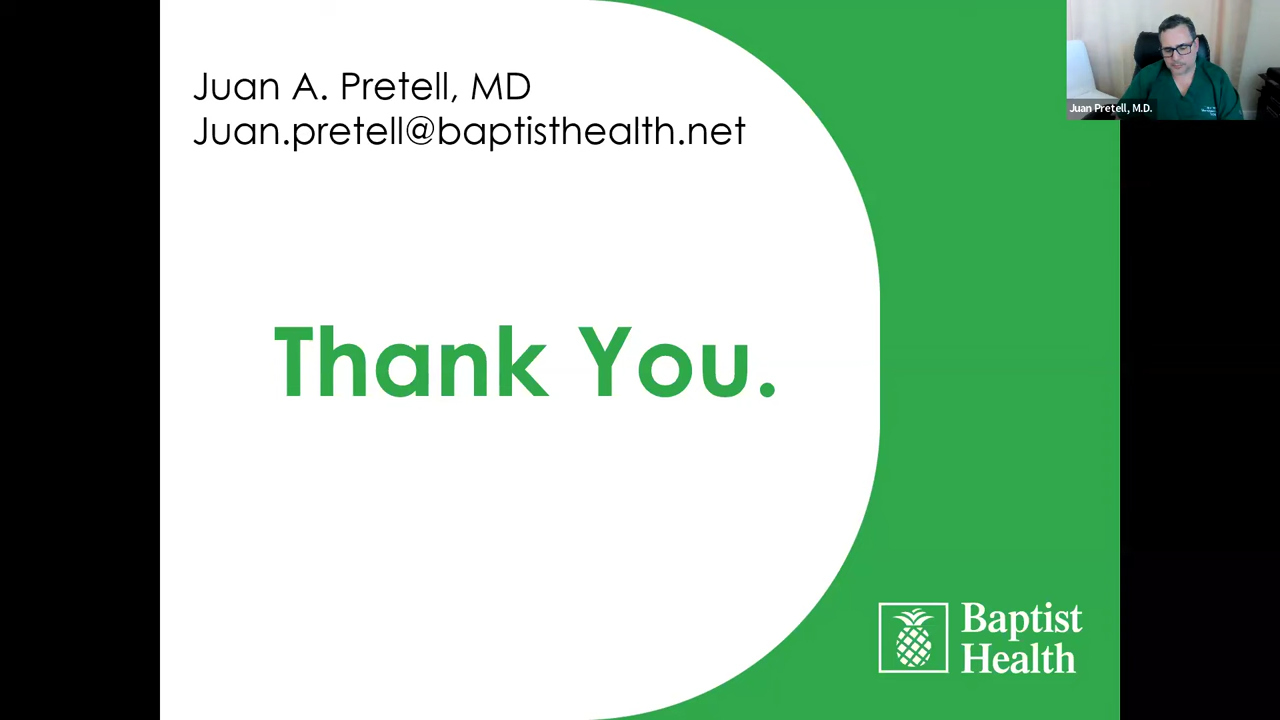 Juan A. Pretell, MD
Juan.pretell@baptisthealth.net
Juan Pretell, M.D.
Thank You.
Baptist
Health